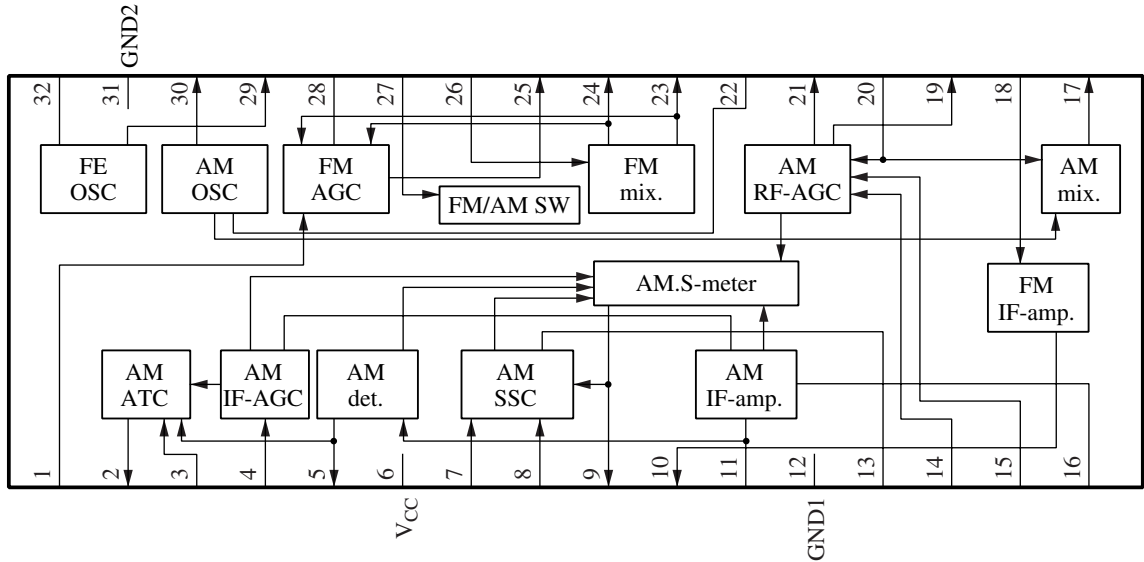 GND2
32
31
30
29
28
27
26
25
24
23
22
21
20
19
18
17
FE
OSC
AM
OSC
FM
AGC
FM/AM SW
FM
mix.
AM
RF-AGC
AM
mix.
AM.S-meter
FM
IF-amp.
AM
ATC
AM
IF-AGC
AM
det.
AM
SSC
AM
IF-amp.
1
2
3
4
5
6
7
8
9
10
11
12
13
14
15
16
VCC
GND1